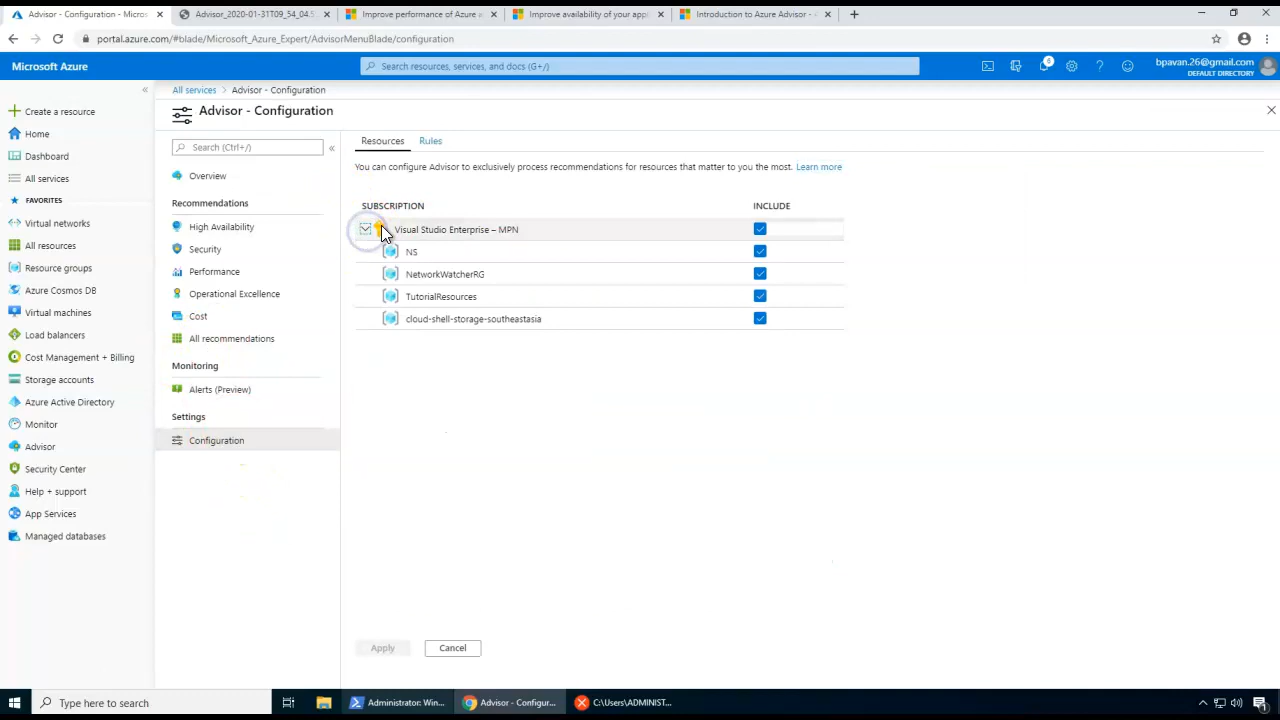 Advisor - Configuration - Micros
Advisor_2020-01-31T09_54_04.5
Improve performance of Azure a
Improve availability of your appl
Introduction to Azure Advisor -
portal.azure.com/#blade/Microsoft_Azure_Expert/AdvisorMenuBlade/configuration
Microsoft Azure
Search resources, services, and docs (G+/)
6
bpavan.26@gmail.com
DEFAULT DIRECTORY
Create a resource
Home
Dashboard
All services
FAVORITES
Virtual networks
All resources
Resource groups
Azure Cosmos DB
Virtual machines
Load balancers
Cost Management + Billing
Storage accounts
Azure Active Directory
Monitor
Advisor
Security Center
Help + support
App Services
Managed databases
All services > Advisor - Configuration
Advisor - Configuration
Search (Ctrl+/)
Overview
Recommendations
High Availability
Security
Performance
Operational Excellence
Cost
All recommendations
Monitoring
Alerts (Preview)
Settings
Configuration
Resources
Rules
You can configure Advisor to exclusively process recommendations for resources that matter to you the most. Learn more
SUBSCRIPTION
INCLUDE
Visual Studio Enterprise – MPN
NS
NetworkWatcherRG
TutorialResources
cloud-shell-storage-southeastasia
Apply
Cancel
Type here to search
Administrator: Win...
Advisor - Configur...
C:\Users\ADMINIST...